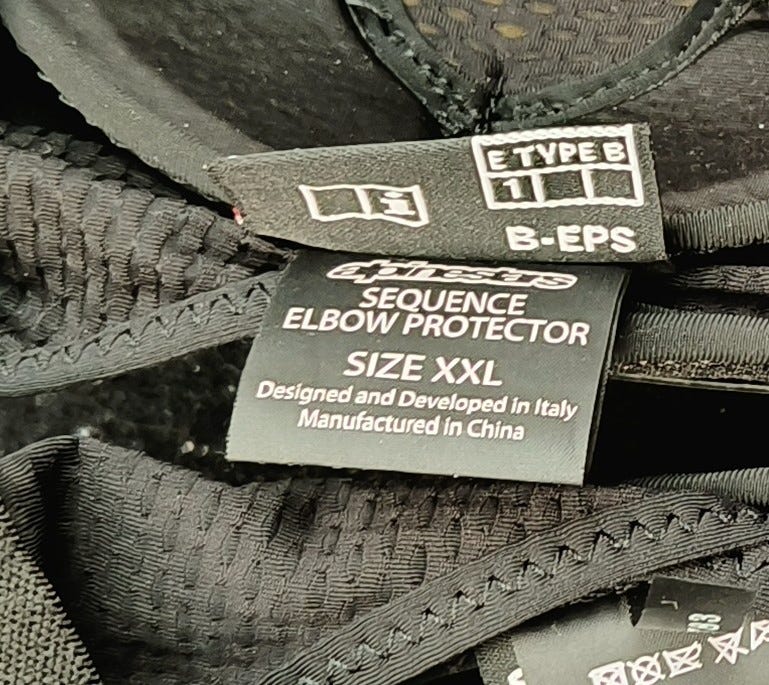 E TYPE B
1
i
B-EPS
alpinestars
SEQUENCE
ELBOW PROTECTOR
SIZE XXL
Designed and Developed in Italy
Manufactured in China